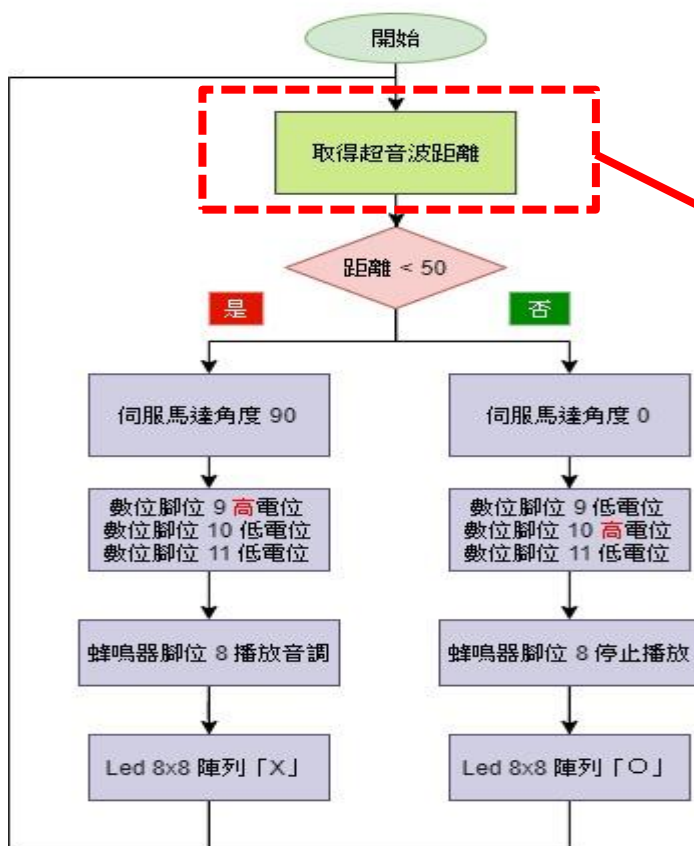 開始
取得超音波距離
距離 < 50
是
否
伺服馬達角度 90
伺服馬達角度 0
數位腳位 9 高電位
數位腳位 10 低電位
數位腳位 11 低電位
數位腳位 9 低電位
數位腳位 10 高電位
數位腳位 11 低電位
蜂鳴器腳位 8 播放音調
蜂鳴器腳位 8 停止播放
Led 8x8 陣列「X」
Led 8x8 陣列「O」